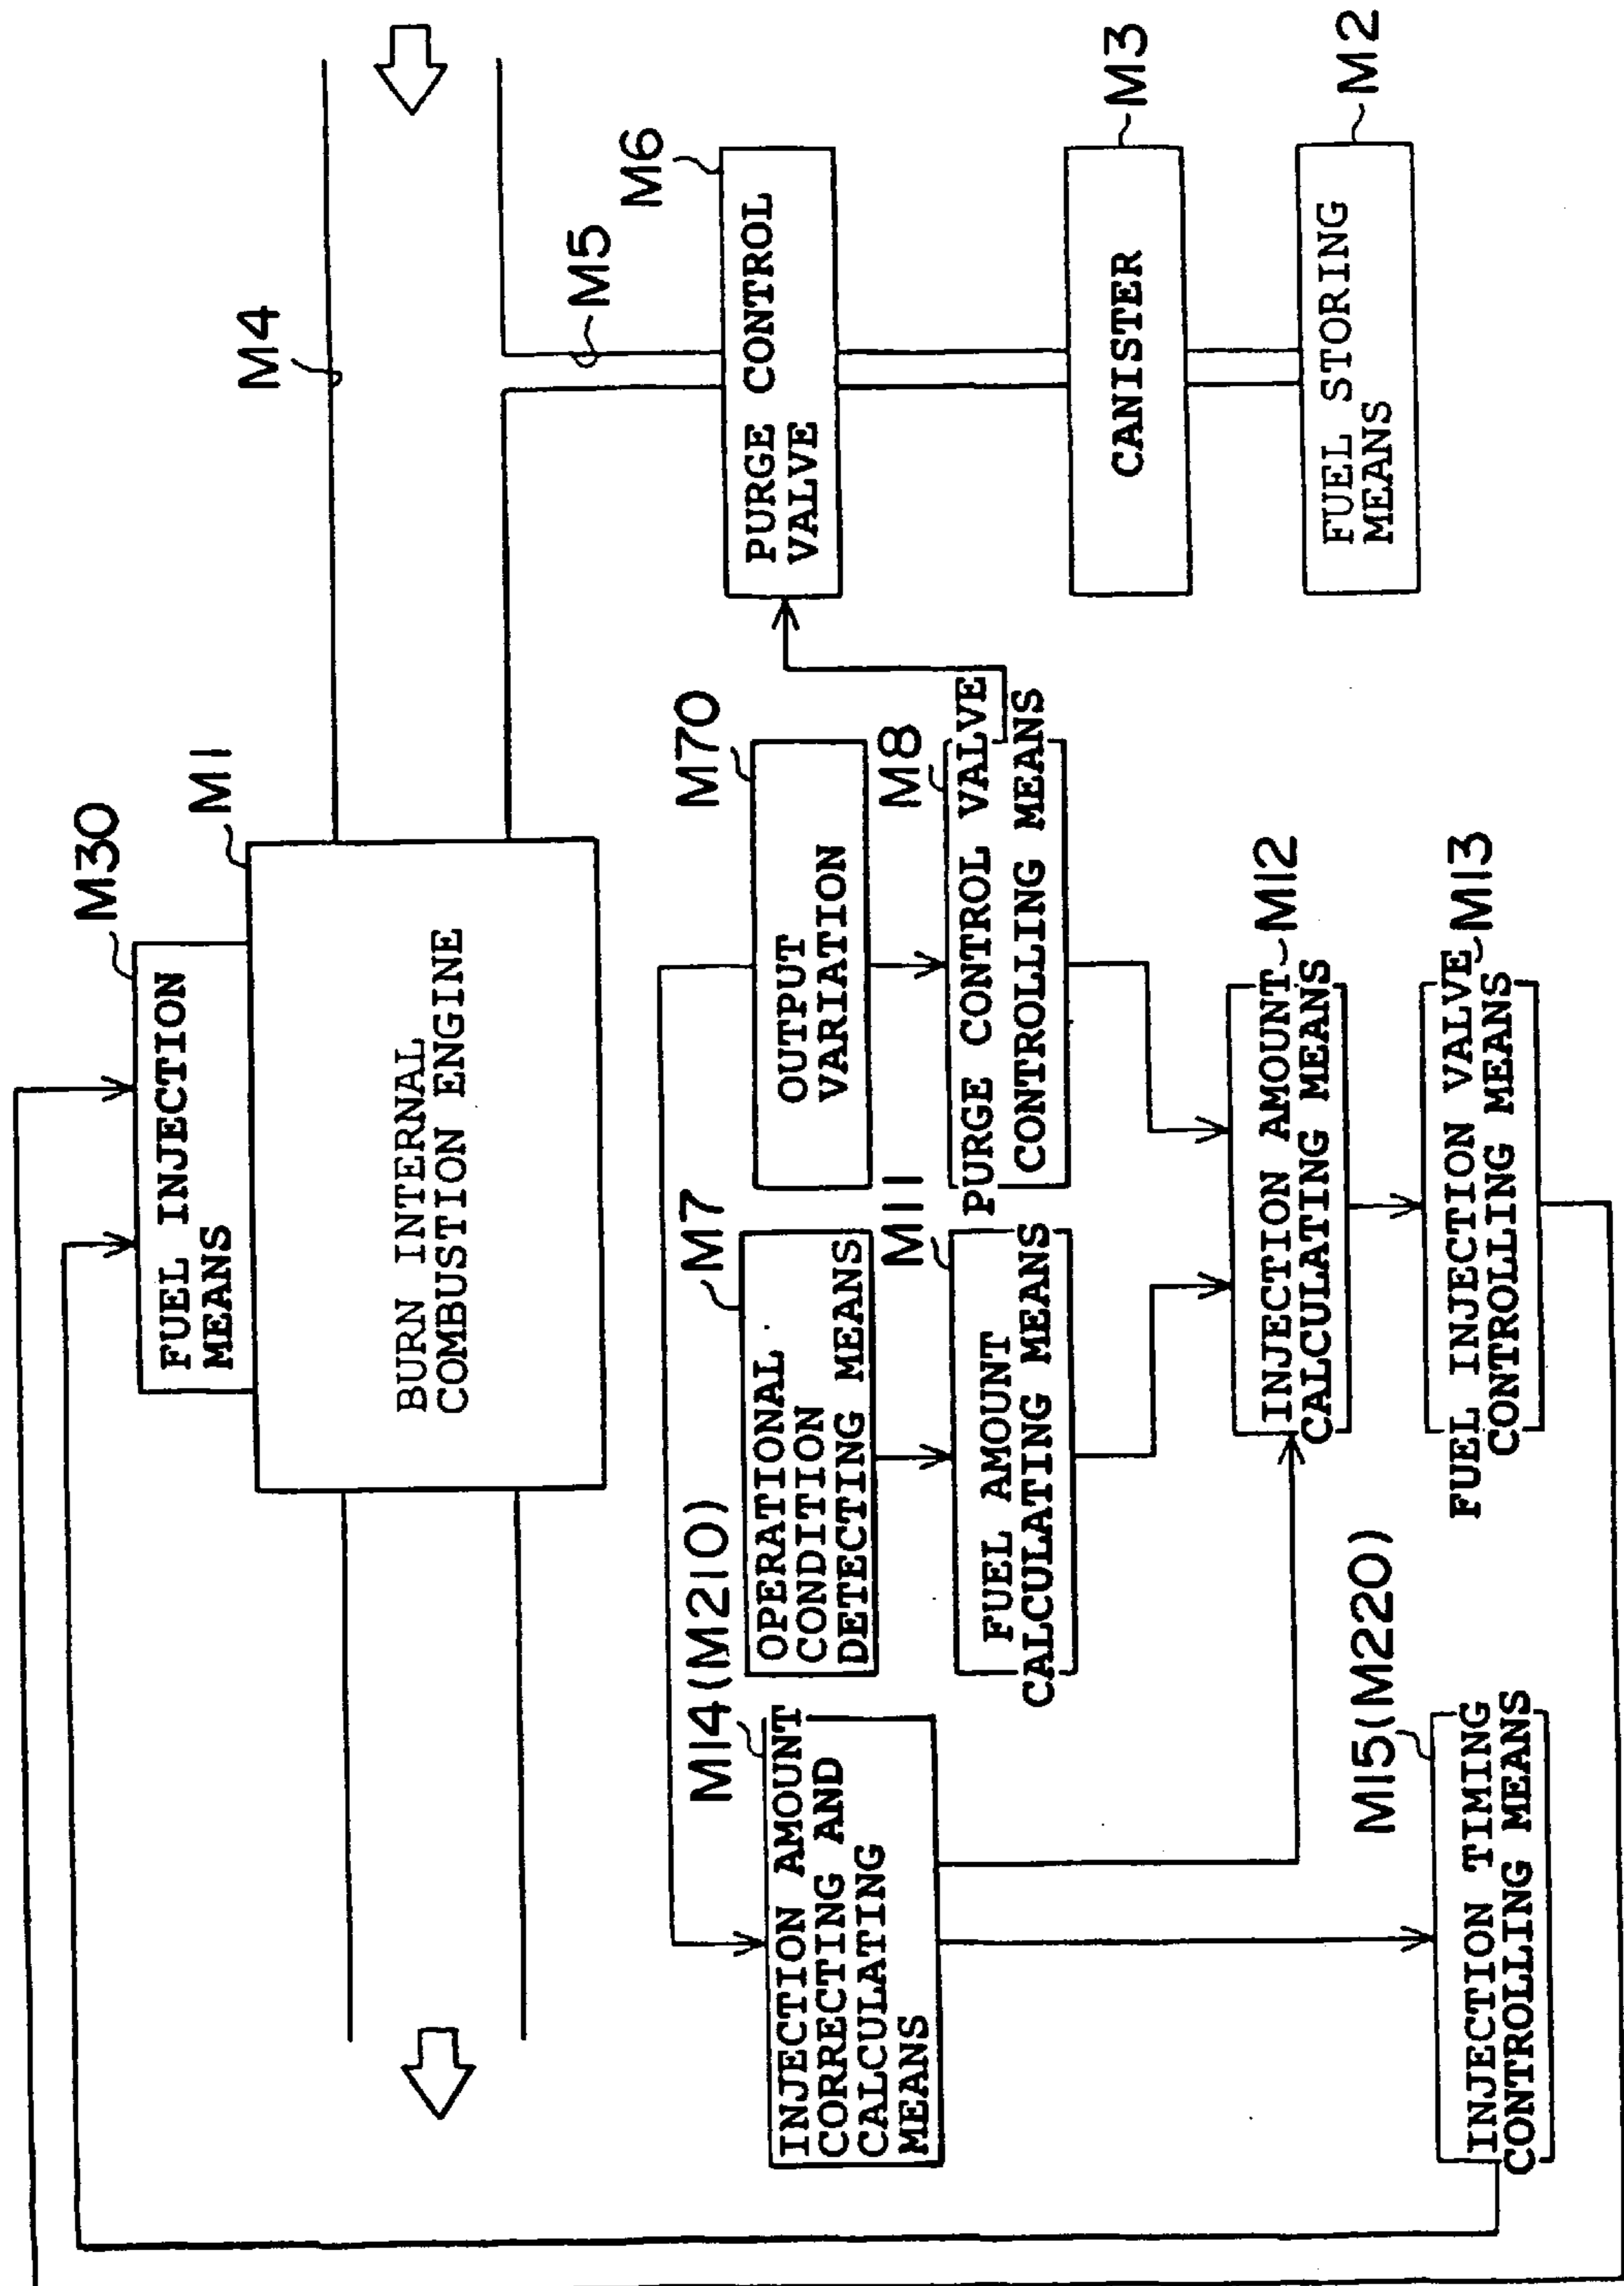 M30
FUEL INJECTION
MEANS
M1
BURN INTERNAL
COMBUSTION ENGINE
M4
M5
M6
PURGE CONTROL
VALVE
M3
CANISTER
M2
FUEL STORING
MEANS
M14(M210)
INJECTION AMOUNT
CORRECTING AND
CALCULATING
MEANS
M7
OPERATIONAL
CONDITION
DETECTING MEANS
M70
OUTPUT
VARIATION
M11
FUEL AMOUNT
CALCULATING MEANS
M8
PURGE CONTROL VALVE
CONTROLLING MEANS
M12
INJECTION AMOUNT
CALCULATING MEANS
M15(M220)
INJECTION TIMING
CONTROLLING MEANS
M13
FUEL INJECTION VALVE
CONTROLLING MEANS